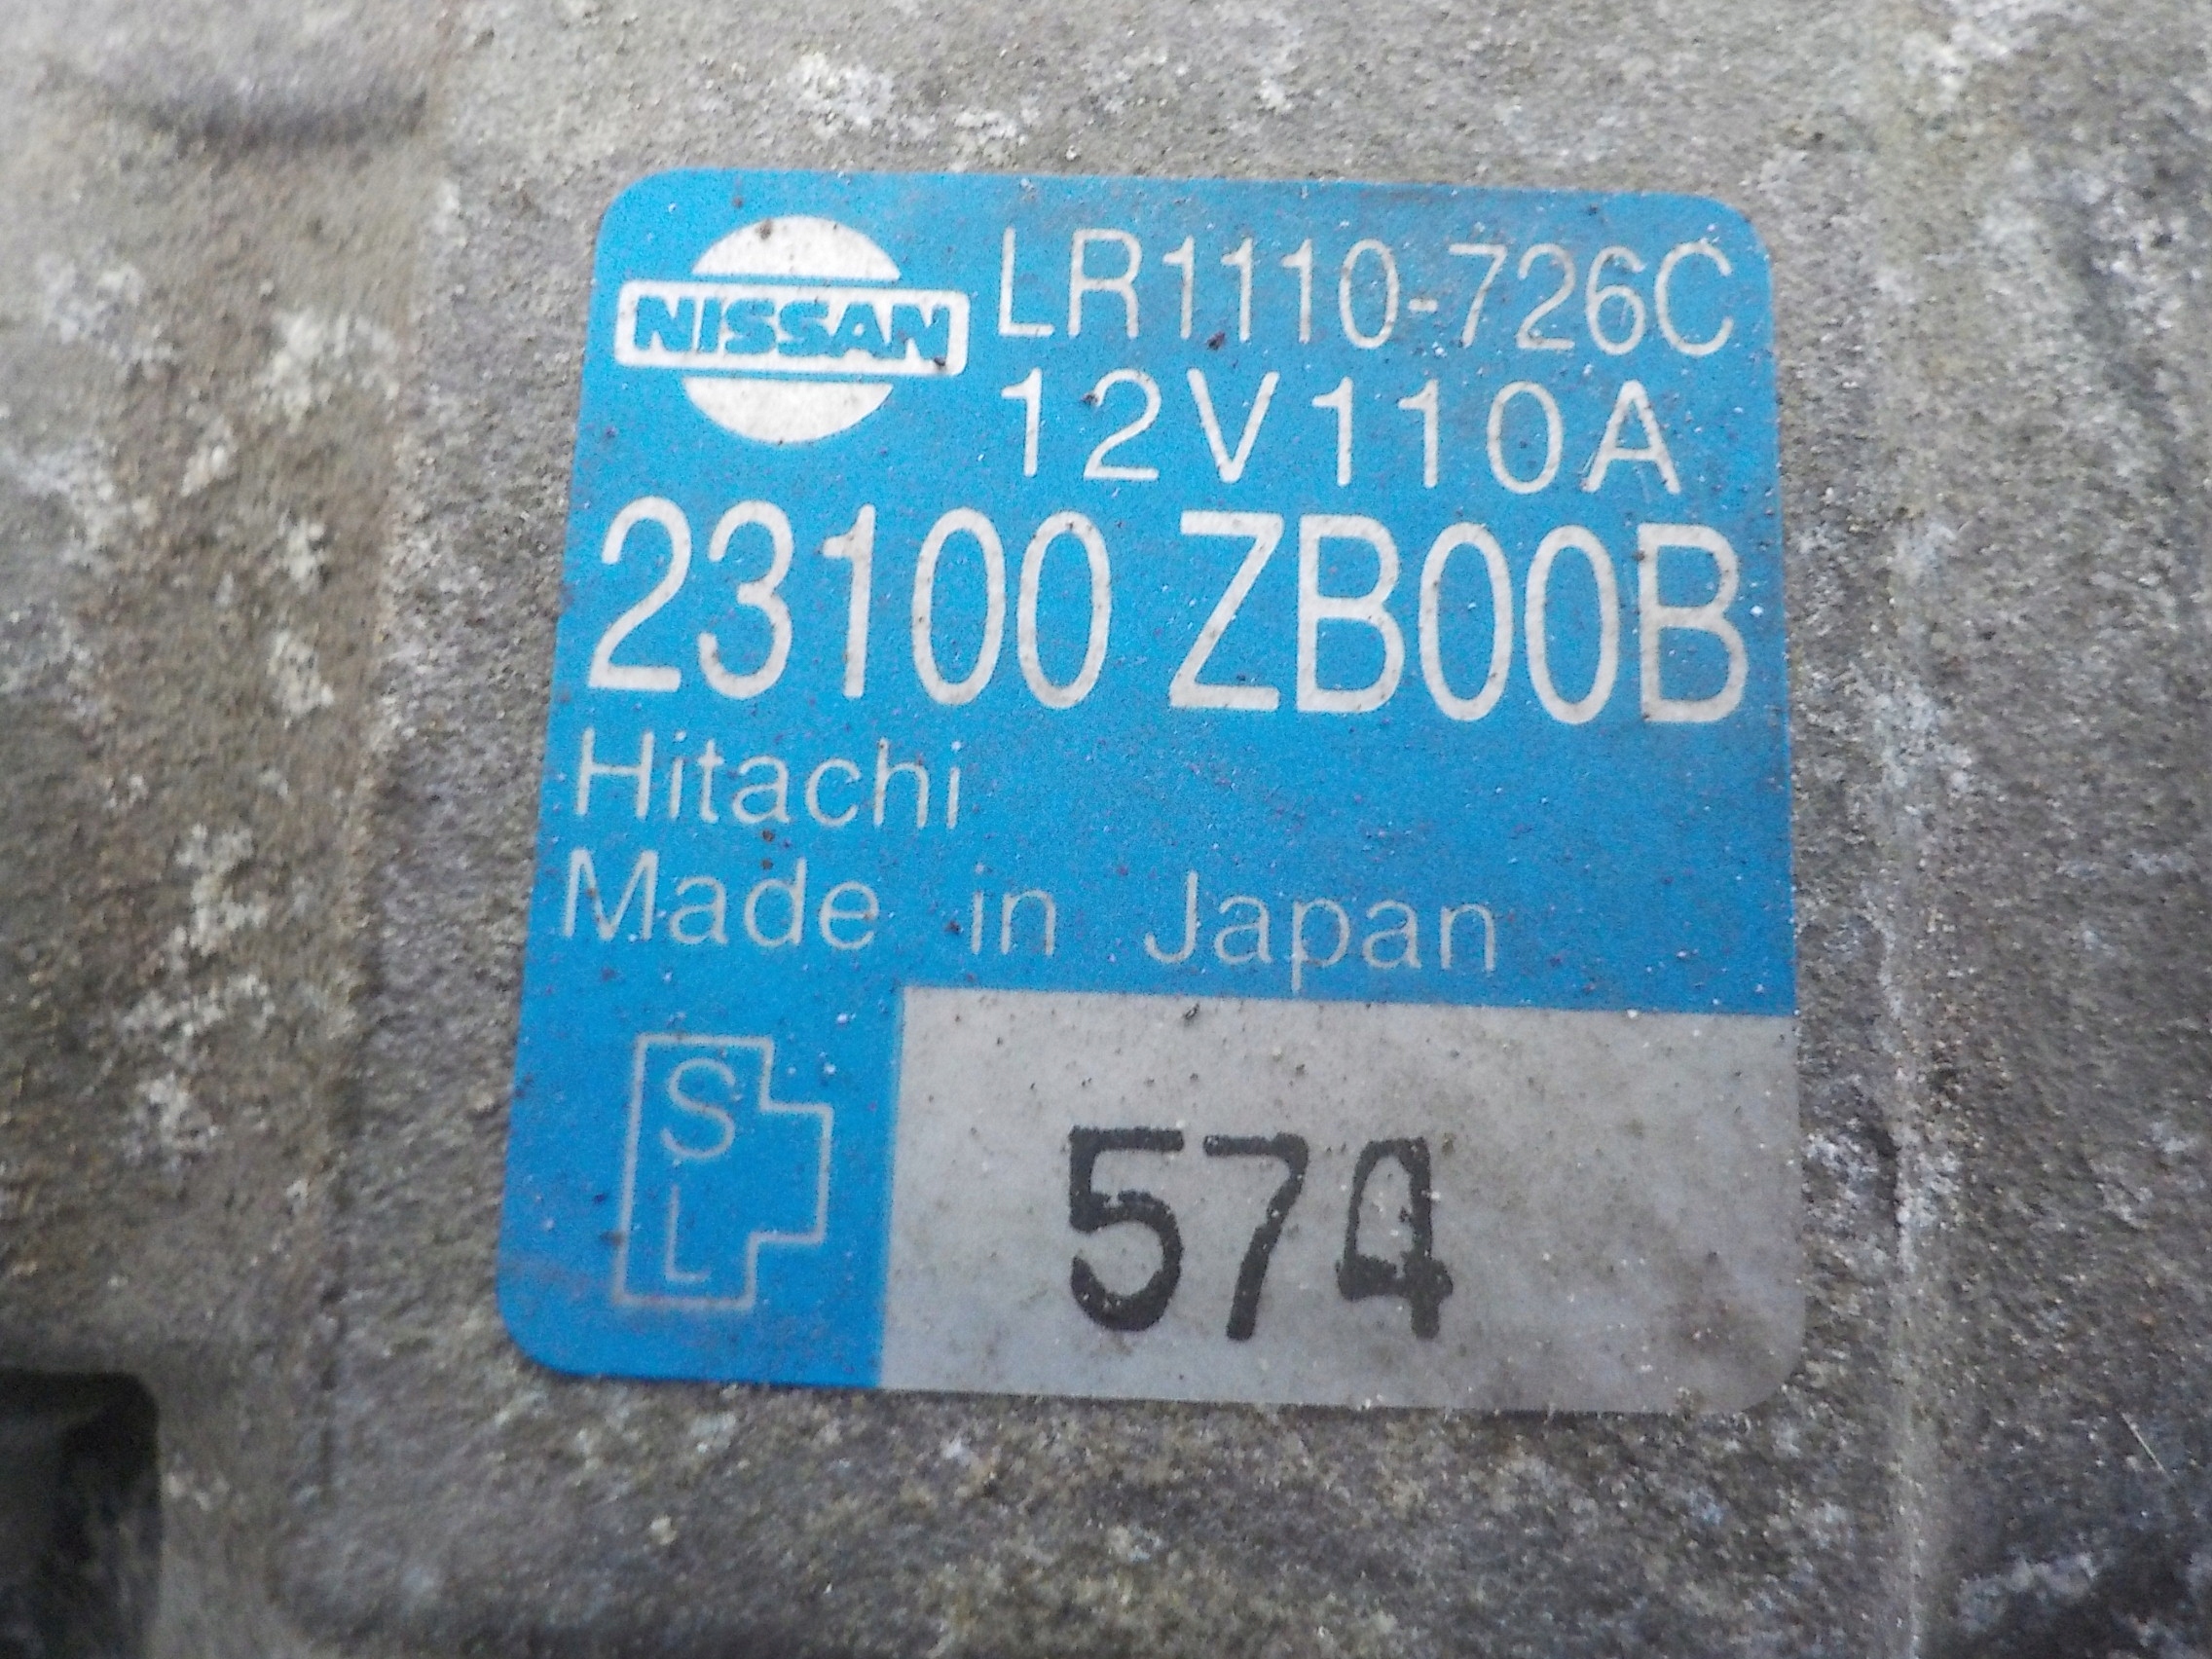 NISSAN
LR1110-726C
12V110A
23100 ZB00B
Hitachi
Made in Japan
S
L
574